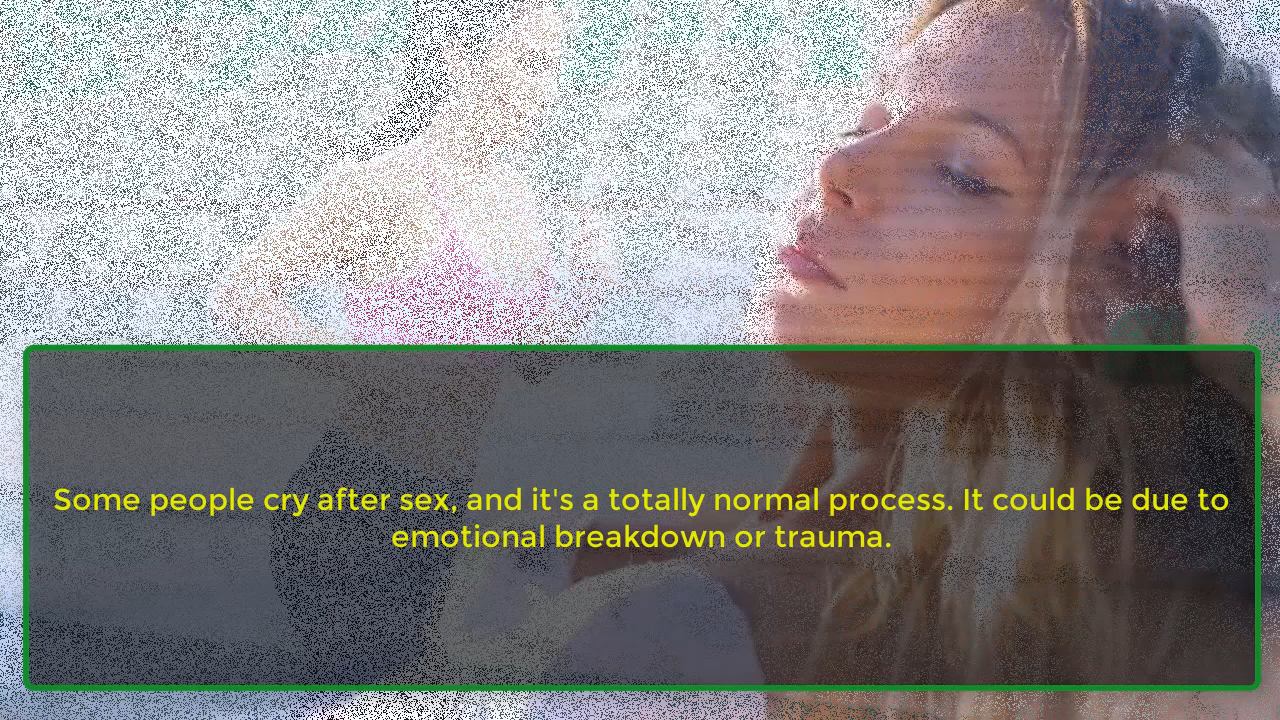 Some people cry after sex, and it's a totally normal process. It could be due to
emotional breakdown or trauma.